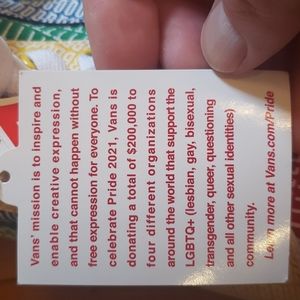 Vans' mission is to inspire and
enable creative expression,
and that cannot happen without
free expression for everyone. To
celebrate Pride 2021, Vans is
donating a total of $200,000 to
four different organizations
around the world that support the
LGBTQ+ (lesbian, gay, bisexual,
transgender, queer, questioning
and all other sexual identities)
community.
Learn more at Vans.com/Pride